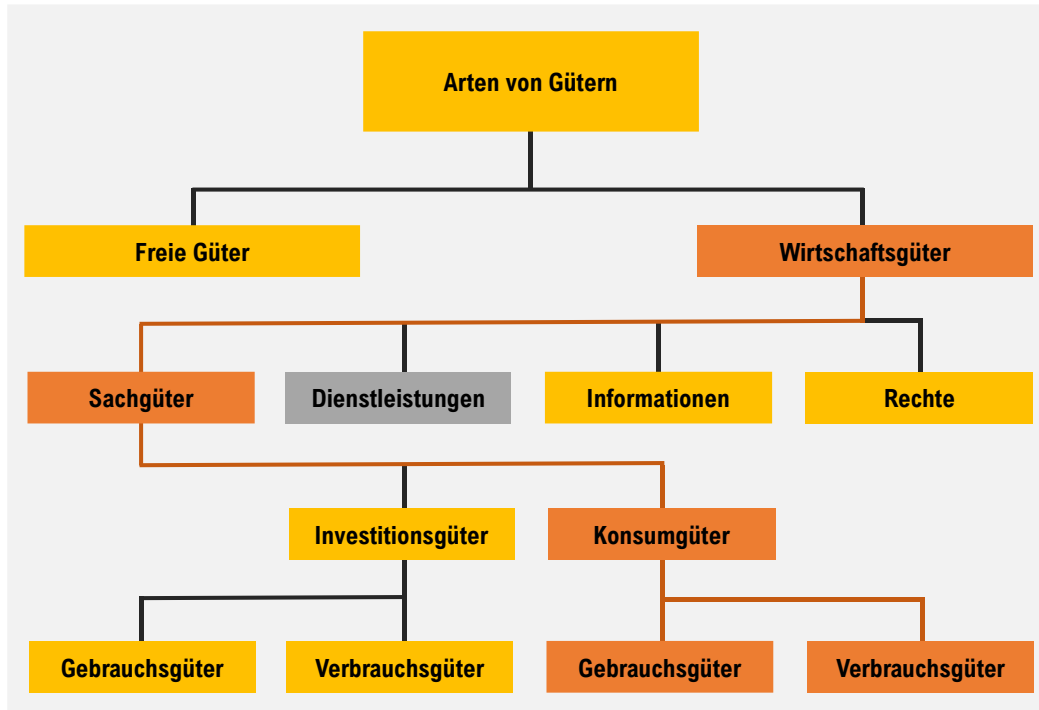 Arten von Gütern
Freie Güter
Wirtschaftsgüter
Sachgüter
Dienstleistungen
Informationen
Rechte
Investitionsgüter
Konsumgüter
Gebrauchsgüter
Verbrauchsgüter
Gebrauchsgüter
Verbrauchsgüter